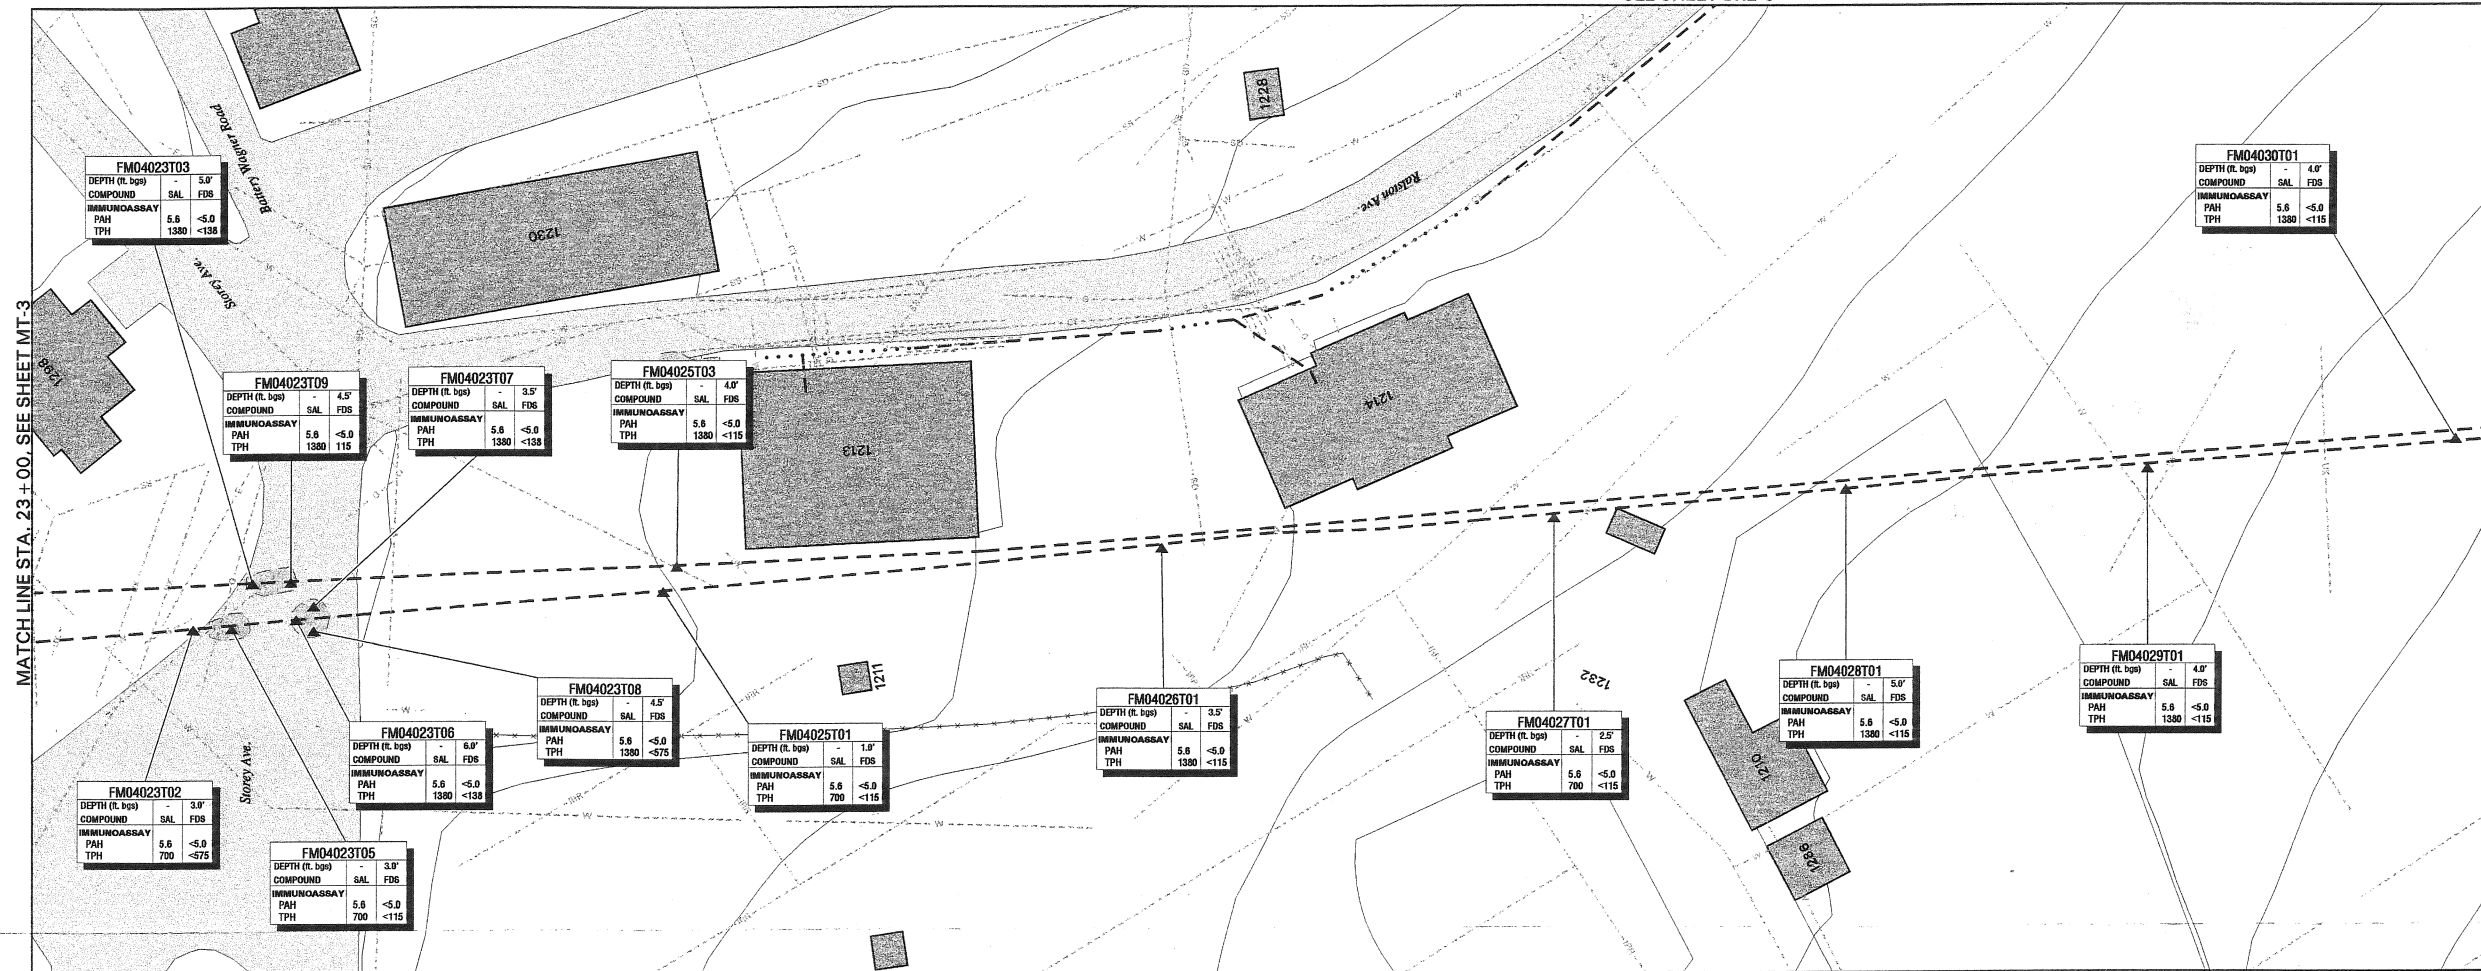 MATCH LINE STA. 23+00, SEE SHEET MT-3
Battery Wagner Road
Storey Ave.
Ralston Ave.
Storey Ave.
1228
1230
1298
1213
1214
1211
1232
1210
1286
FM04023T03
DEPTH (ft. bgs) - 5.0'
COMPOUND SAL FDS
IMMUNOASSAY
PAH 5.6 <5.0
TPH 1380 <138
FM04030T01
DEPTH (ft. bgs) - 4.0'
COMPOUND SAL FDS
IMMUNOASSAY
PAH 5.6 <5.0
TPH 1380 <115
FM04023T09
DEPTH (ft. bgs) - 4.5'
COMPOUND SAL FDS
IMMUNOASSAY
PAH 5.6 <5.0
TPH 1380 115
FM04023T07
DEPTH (ft. bgs) - 3.5'
COMPOUND SAL FDS
IMMUNOASSAY
PAH 5.6 <5.0
TPH 1380 <138
FM04025T03
DEPTH (ft. bgs) - 4.0'
COMPOUND SAL FDS
IMMUNOASSAY
PAH 5.6 <5.0
TPH 1380 <115
FM04023T08
DEPTH (ft. bgs) - 4.5'
COMPOUND SAL FDS
IMMUNOASSAY
PAH 5.6 <5.0
TPH 1380 <575
FM04023T06
DEPTH (ft. bgs) - 6.0'
COMPOUND SAL FDS
IMMUNOASSAY
PAH 5.6 <5.0
TPH 1380 <138
FM04025T01
DEPTH (ft. bgs) - 1.0'
COMPOUND SAL FDS
IMMUNOASSAY
PAH 5.6 <5.0
TPH 700 <115
FM04026T01
DEPTH (ft. bgs) - 3.5'
COMPOUND SAL FDS
IMMUNOASSAY
PAH 5.6 <5.0
TPH 1380 <115
FM04027T01
DEPTH (ft. bgs) - 2.5'
COMPOUND SAL FDS
IMMUNOASSAY
PAH 5.6 <5.0
TPH 700 <115
FM04028T01
DEPTH (ft. bgs) - 5.0'
COMPOUND SAL FDS
IMMUNOASSAY
PAH 5.6 <5.0
TPH 1380 <115
FM04029T01
DEPTH (ft. bgs) - 4.0'
COMPOUND SAL FDS
IMMUNOASSAY
PAH 5.6 <5.0
TPH 1380 <115
FM04023T02
DEPTH (ft. bgs) - 3.0'
COMPOUND SAL FDS
IMMUNOASSAY
PAH 5.6 <5.0
TPH 700 <575
FM04023T05
DEPTH (ft. bgs) - 3.0'
COMPOUND SAL FDS
IMMUNOASSAY
PAH 5.6 <5.0
TPH 700 <115